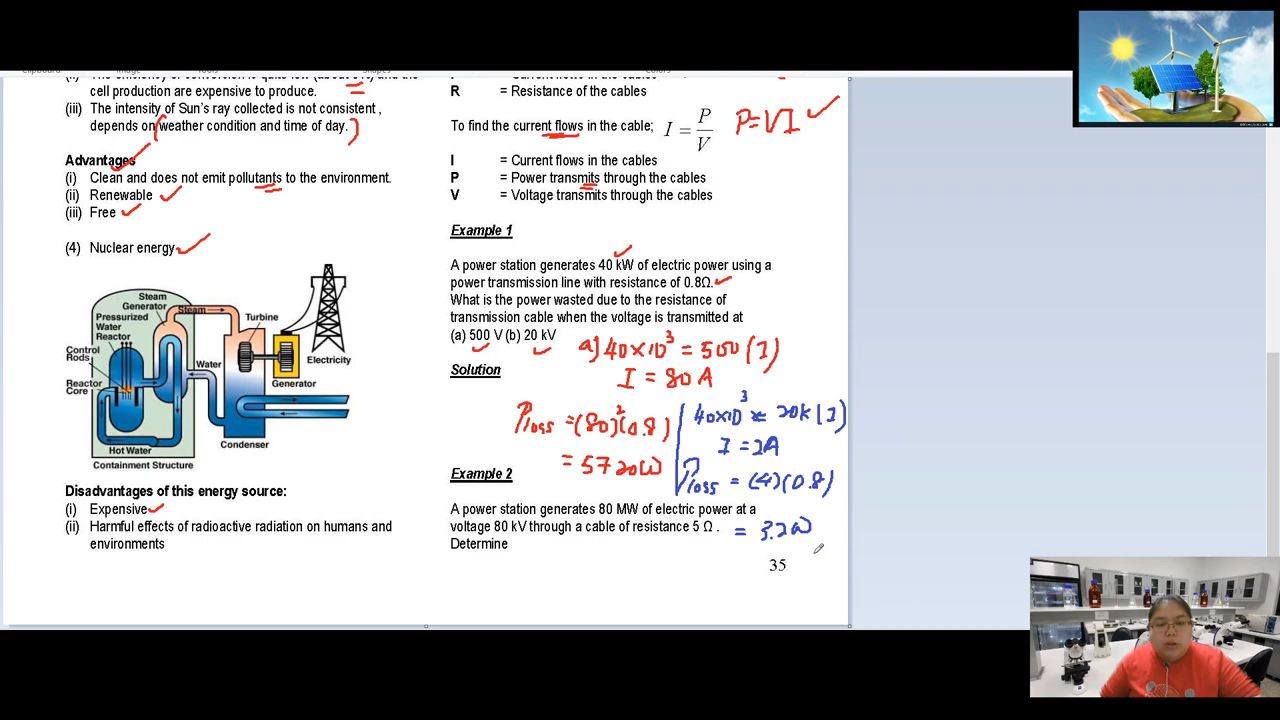 cell production are expensive to produce.
(iii) The intensity of Sun's ray collected is not consistent ,
depends on weather condition and time of day.
Advantages
(i) Clean and does not emit pollutants to the environment.
(ii) Renewable
(iii) Free
(4) Nuclear energy
Steam
Generator
Steam
Pressurized
Water
Reactor
Turbine
Control
Rods
Water
Electricity
Reactor
Core
Generator
Hot Water
Condenser
Containment Structure
Disadvantages of this energy source:
(i) Expensive
(ii) Harmful effects of radioactive radiation on humans and
environments
R = Resistance of the cables
To find the current flows in the cable; I = P/V P=VI
I = Current flows in the cables
P = Power transmits through the cables
V = Voltage transmits through the cables
Example 1
A power station generates 40 kW of electric power using a
power transmission line with resistance of 0.8Ω.
What is the power wasted due to the resistance of
transmission cable when the voltage is transmitted at
(a) 500 V (b) 20 kV
a) 40×10³ = 500 (I)
I = 80 A
Solution
Ploss = (80)²(0.8)
= 5720W
40×10³ = 20k(I)
I = 2A
Ploss = (4)(0.8)
= 3.2W
Example 2
A power station generates 80 MW of electric power at a
voltage 80 kV through a cable of resistance 5 Ω .
Determine
35